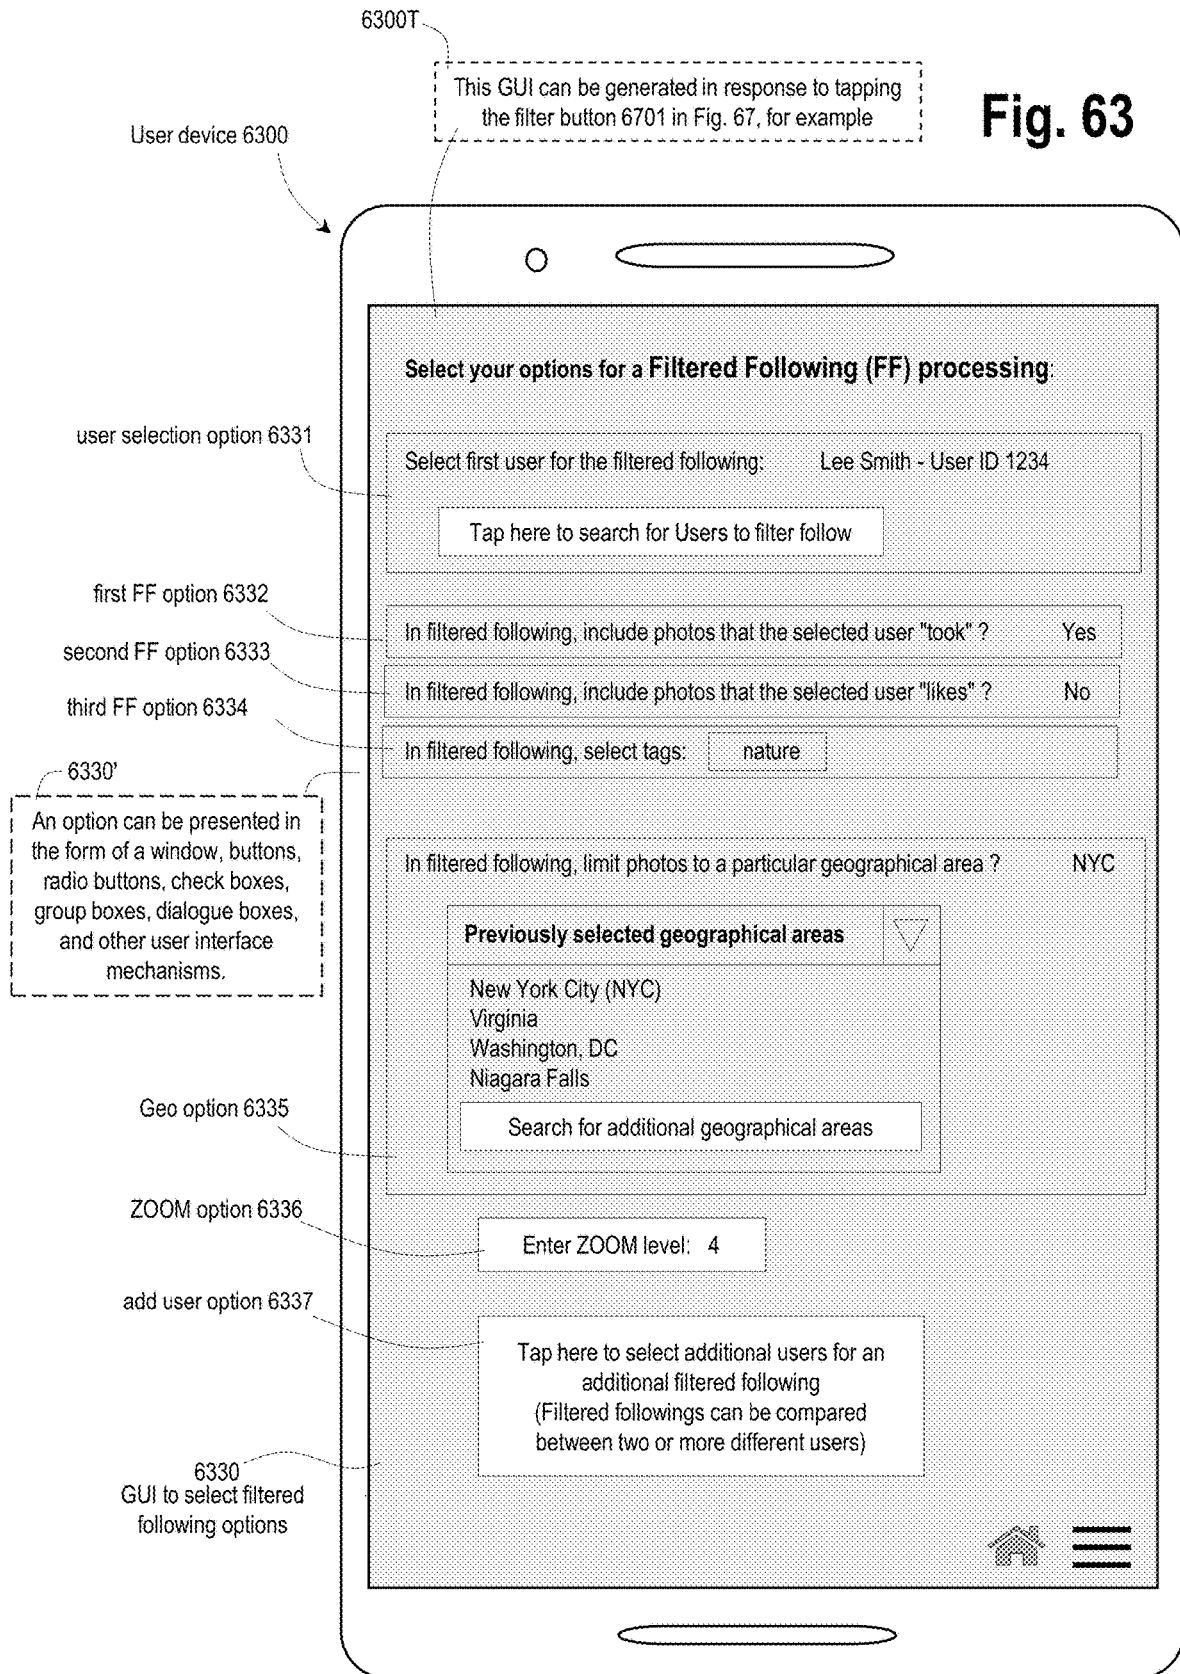 6300T
This GUI can be generated in response to tapping
the filter button 6701 in Fig. 67, for example
Fig. 63
User device 6300
Select your options for a Filtered Following (FF) processing:
user selection option 6331
Select first user for the filtered following: Lee Smith - User ID 1234
Tap here to search for Users to filter follow
first FF option 6332
In filtered following, include photos that the selected user "took" ? Yes
second FF option 6333
In filtered following, include photos that the selected user "likes" ? No
third FF option 6334
In filtered following, select tags: nature
6330'
An option can be presented in
the form of a window, buttons,
radio buttons, check boxes,
group boxes, dialogue boxes,
and other user interface
mechanisms.
In filtered following, limit photos to a particular geographical area ? NYC
Previously selected geographical areas
New York City (NYC)
Virginia
Washington, DC
Niagara Falls
Search for additional geographical areas
Geo option 6335
ZOOM option 6336
Enter ZOOM level: 4
add user option 6337
Tap here to select additional users for an
additional filtered following
(Filtered followings can be compared
between two or more different users)
6330
GUI to select filtered
following options